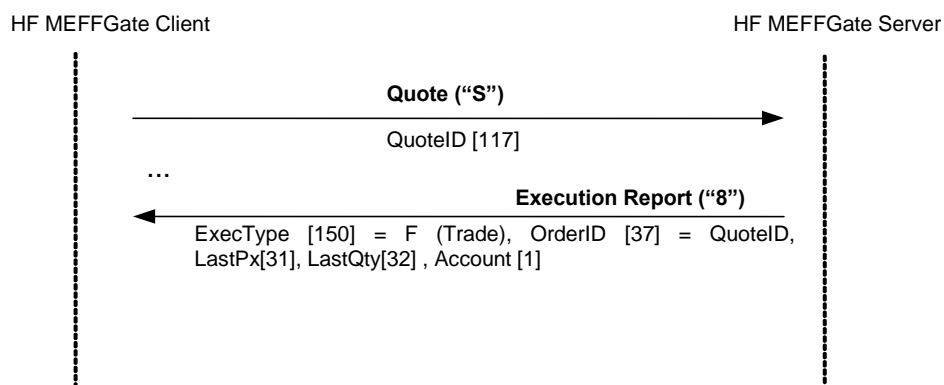 HF MEFFGate Client
HF MEFFGate Server
Quote (“S”)
QuoteID [117]
...
Execution Report (“8”)
ExecType [150] = F (Trade), OrderID [37] = QuoteID,
LastPx[31], LastQty[32] , Account [1]